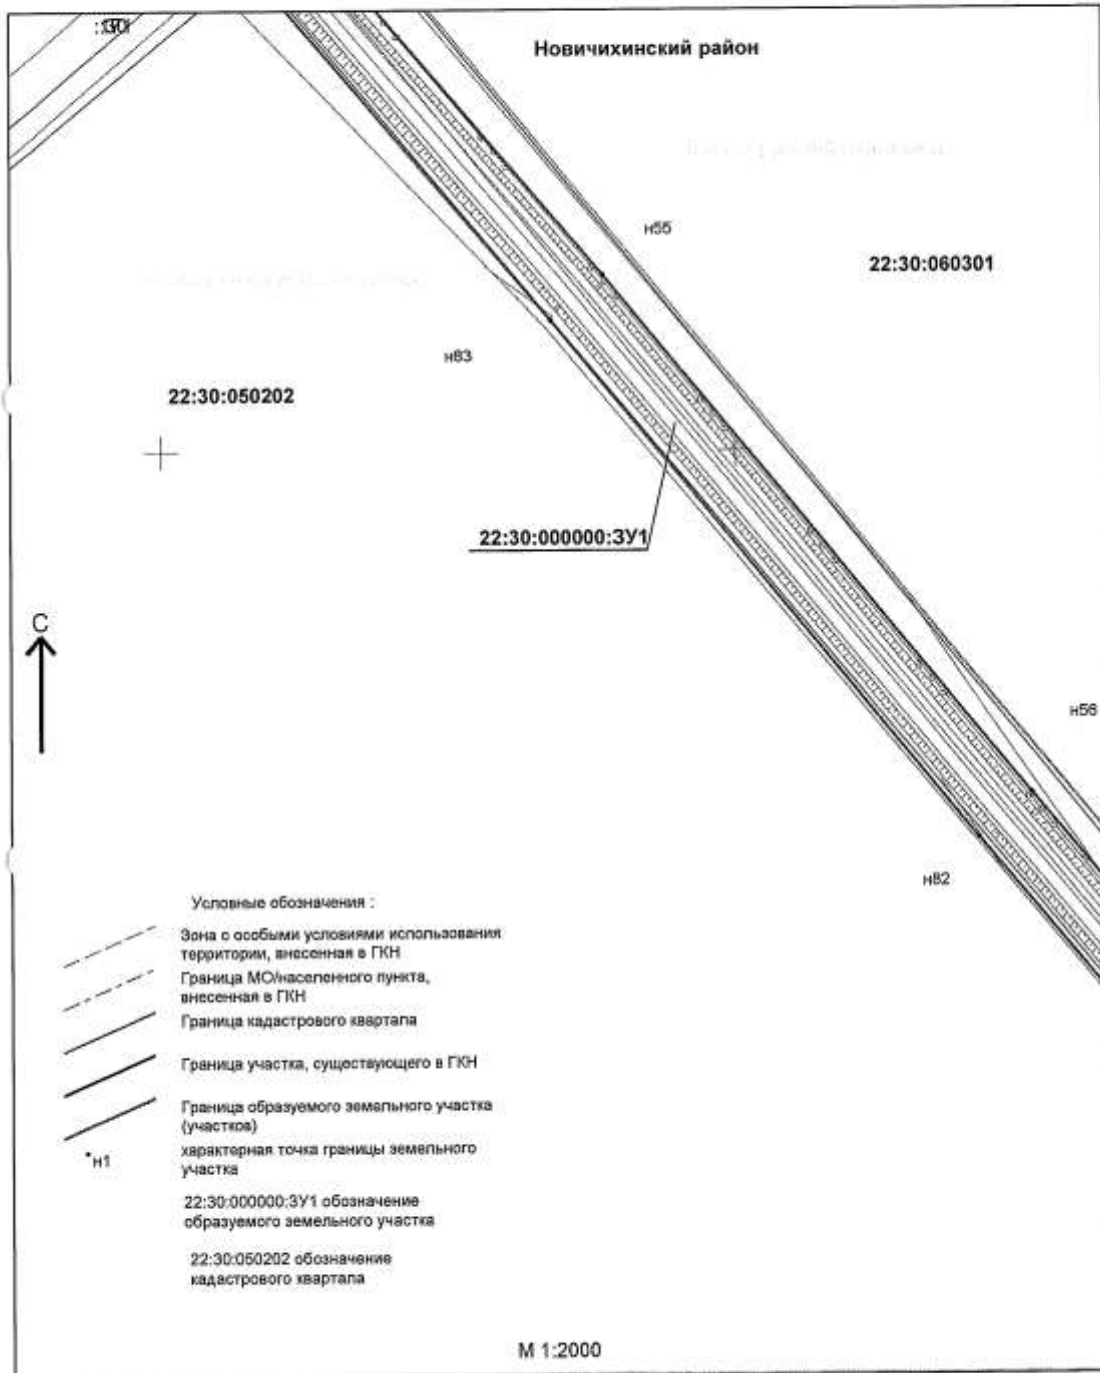 Новичихинский район
н55
22:30:060301
н83
22:30:050202
22:30:000000:ЗУ1
С
н56
н82
Условные обозначения :
Зона с особыми условиями использования
территории, внесенная в ГКН
Граница МО/населенного пункта,
внесенная в ГКН
Граница кадастрового квартала
Граница участка, существующего в ГКН
Граница образуемого земельного участка
(участков)
н1
характерная точка границы земельного
участка
22:30:000000:ЗУ1 обозначение
образуемого земельного участка
22:30:050202 обозначение
кадастрового квартала
М 1:2000